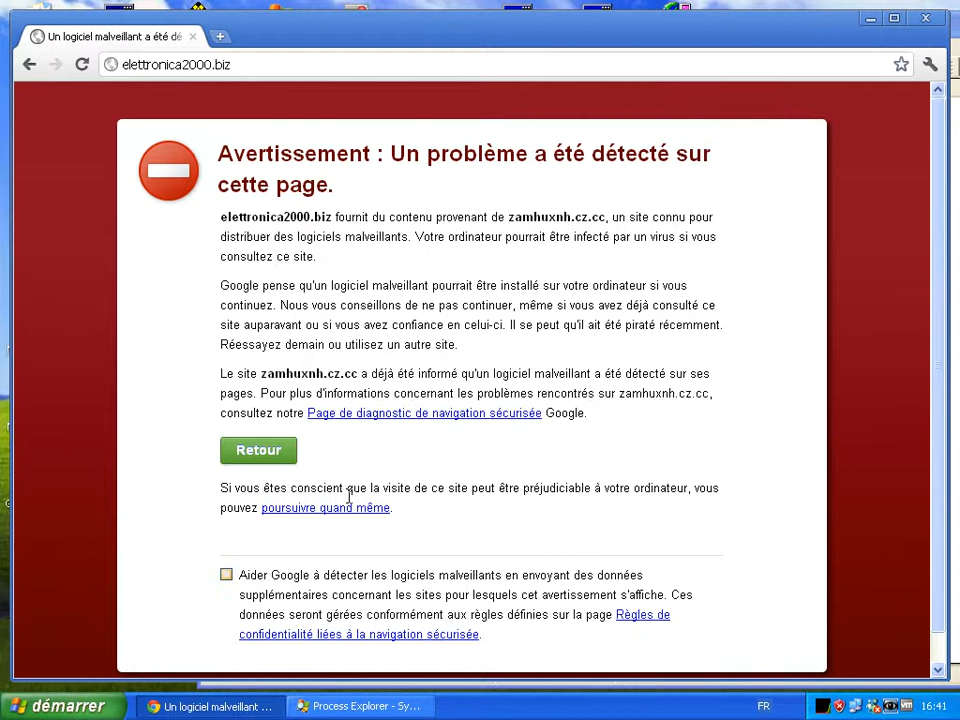 Un logiciel malveillant a été dé
elettronica2000.biz
Avertissement : Un problème a été détecté sur
cette page.
elettronica2000.biz fournit du contenu provenant de zamhuxnh.cz.cc, un site connu pour
distribuer des logiciels malveillants. Votre ordinateur pourrait être infecté par un virus si vous
consultez ce site.
Google pense qu'un logiciel malveillant pourrait être installé sur votre ordinateur si vous
continuez. Nous vous conseillons de ne pas continuer, même si vous avez déjà consulté ce
site auparavant ou si vous avez confiance en celui-ci. Il se peut qu'il ait été piraté récemment.
Réessayez demain ou utilisez un autre site.
Le site zamhuxnh.cz.cc a déjà été informé qu'un logiciel malveillant a été détecté sur ses
pages. Pour plus d'informations concernant les problèmes rencontrés sur zamhuxnh.cz.cc,
consultez notre Page de diagnostic de navigation sécurisée Google.
Retour
Si vous êtes conscient que la visite de ce site peut être préjudiciable à votre ordinateur, vous
pouvez poursuivre quand même.
Aider Google à détecter les logiciels malveillants en envoyant des données
supplémentaires concernant les sites pour lesquels cet avertissement s'affiche. Ces
données seront gérées conformément aux règles définies sur la page Règles de
confidentialité liées à la navigation sécurisée.
démarrer
Un logiciel malveillant ...
Process Explorer - Sy...
FR
16:41